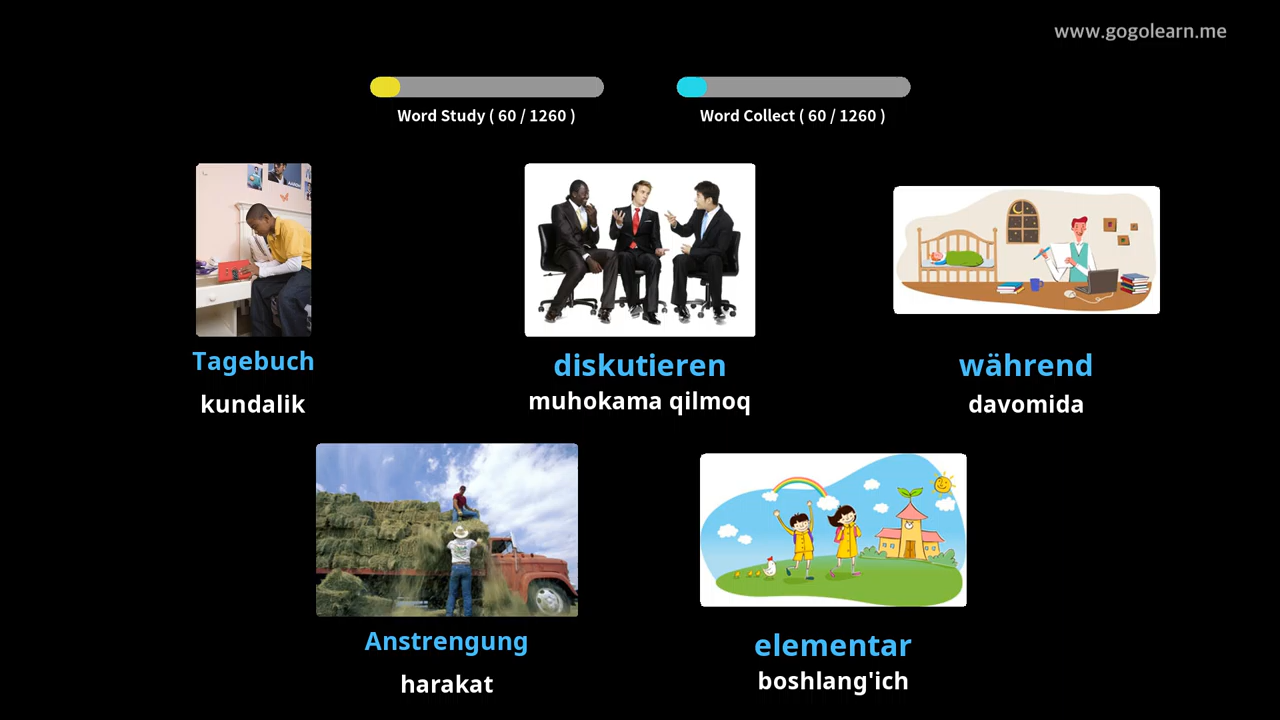 www.gogolearn.me
Word Study ( 60 / 1260 )
Word Collect ( 60 / 1260 )
Tagebuch
kundalik
diskutieren
muhokama qilmoq
während
davomida
Anstrengung
harakat
elementar
boshlang'ich